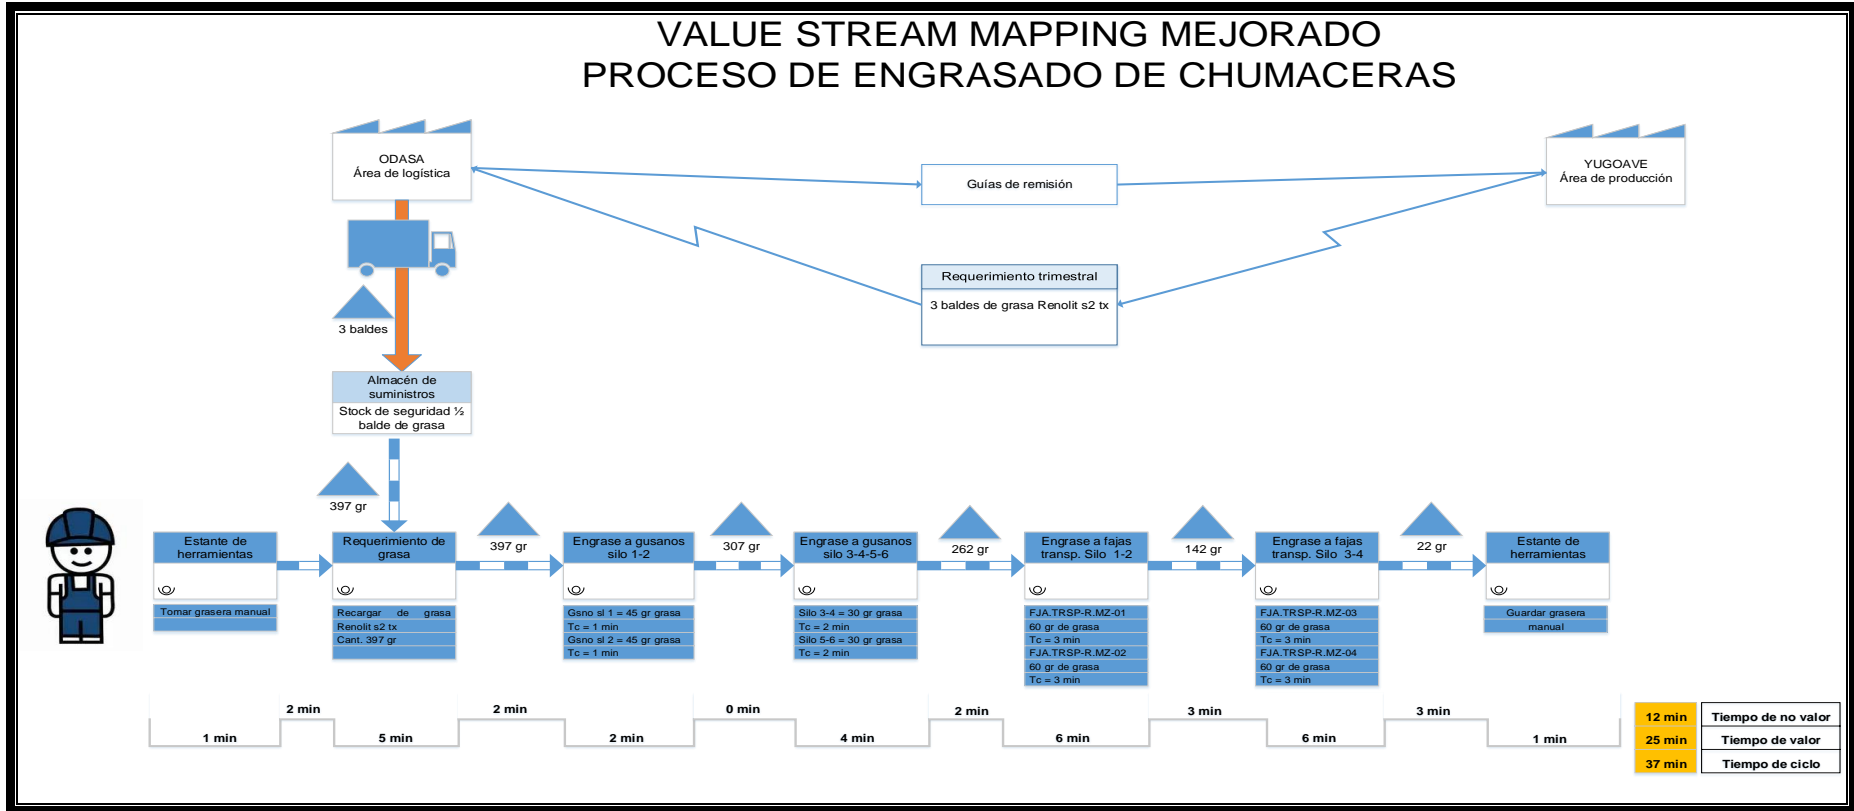 VALUE STREAM MAPPING MEJORADO
PROCESO DE ENGRASADO DE CHUMACERAS
ODASA
Área de logística
Guías de remisión
YUGOAVE
Área de producción
Requerimiento trimestral
3 baldes de grasa Renolit s2 tx
3 baldes
Almacén de
suministros
Stock de seguridad ½
balde de grasa
397 gr
Estante de
herramientas
Tomar grasera manual
Requerimiento de
grasa
Recargar de grasa
Renolit s2 tx
Cant. 397 gr
397 gr
Engrase a gusanos
silo 1-2
Gsno sl 1 = 45 gr grasa
Tc = 1 min
Gsno sl 2 = 45 gr grasa
Tc = 1 min
307 gr
Engrase a gusanos
silo 3-4-5-6
Silo 3-4 = 30 gr grasa
Tc = 2 min
Silo 5-6 = 30 gr grasa
Tc = 2 min
262 gr
Engrase a fajas
transp. Silo 1-2
FJA.TRSP-R.MZ-01
60 gr de grasa
Tc = 3 min
FJA.TRSP-R.MZ-02
60 gr de grasa
Tc = 3 min
142 gr
Engrase a fajas
transp. Silo 3-4
FJA.TRSP-R.MZ-03
60 gr de grasa
Tc = 3 min
FJA.TRSP-R.MZ-04
60 gr de grasa
Tc = 3 min
22 gr
Estante de
herramientas
Guardar grasera
manual
1 min
2 min
5 min
2 min
2 min
0 min
4 min
2 min
6 min
3 min
6 min
3 min
1 min
12 min Tiempo de no valor
25 min Tiempo de valor
37 min Tiempo de ciclo